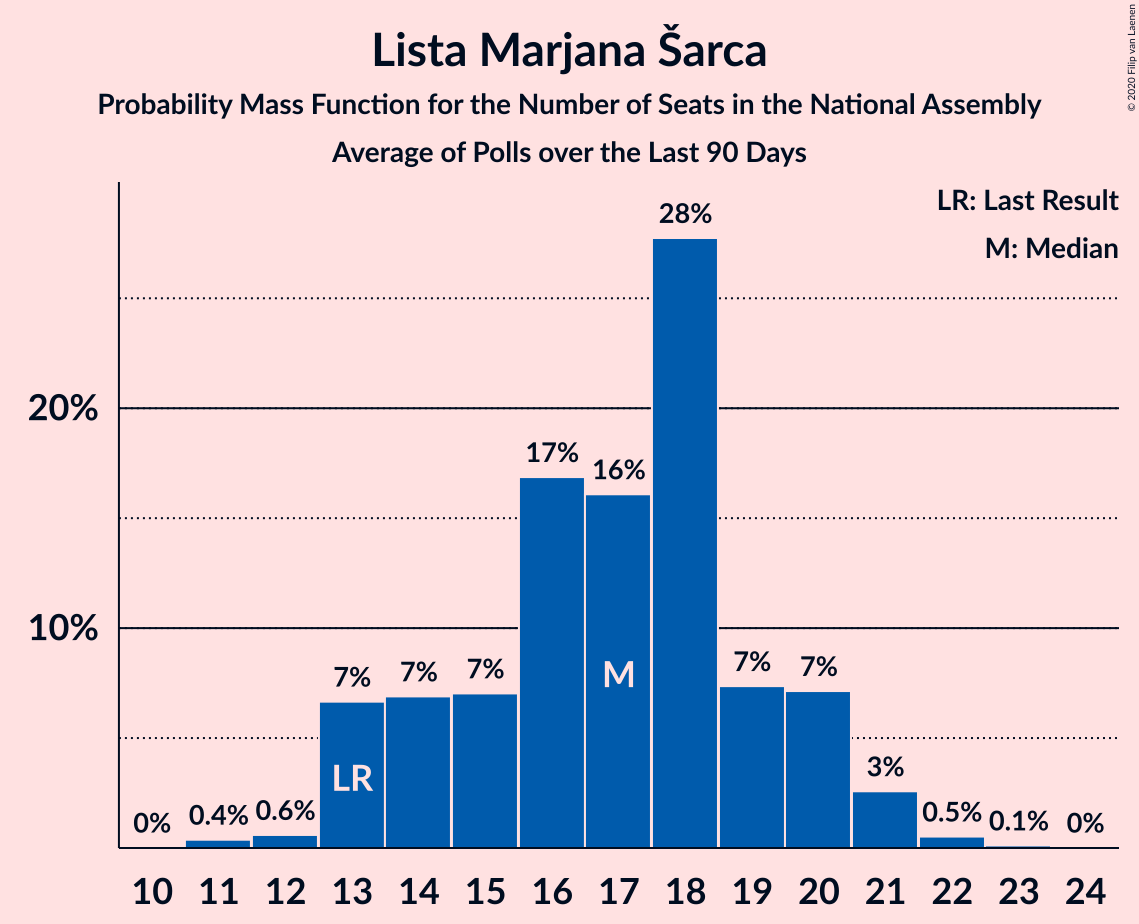 Lista Marjana Šarca
Probability Mass Function for the Number of Seats in the National Assembly
Average of Polls over the Last 90 Days
© 2020 Filip van Laenen
LR: Last Result
M: Median
28%
20%
17%
16%
10%
7%
7%
7%
M
7%
7%
LR
3%
0%
0.4%
0.6%
0.5%
0.1%
0%
10 11 12 13 14 15 16 17 18 19 20 21 22 23 24